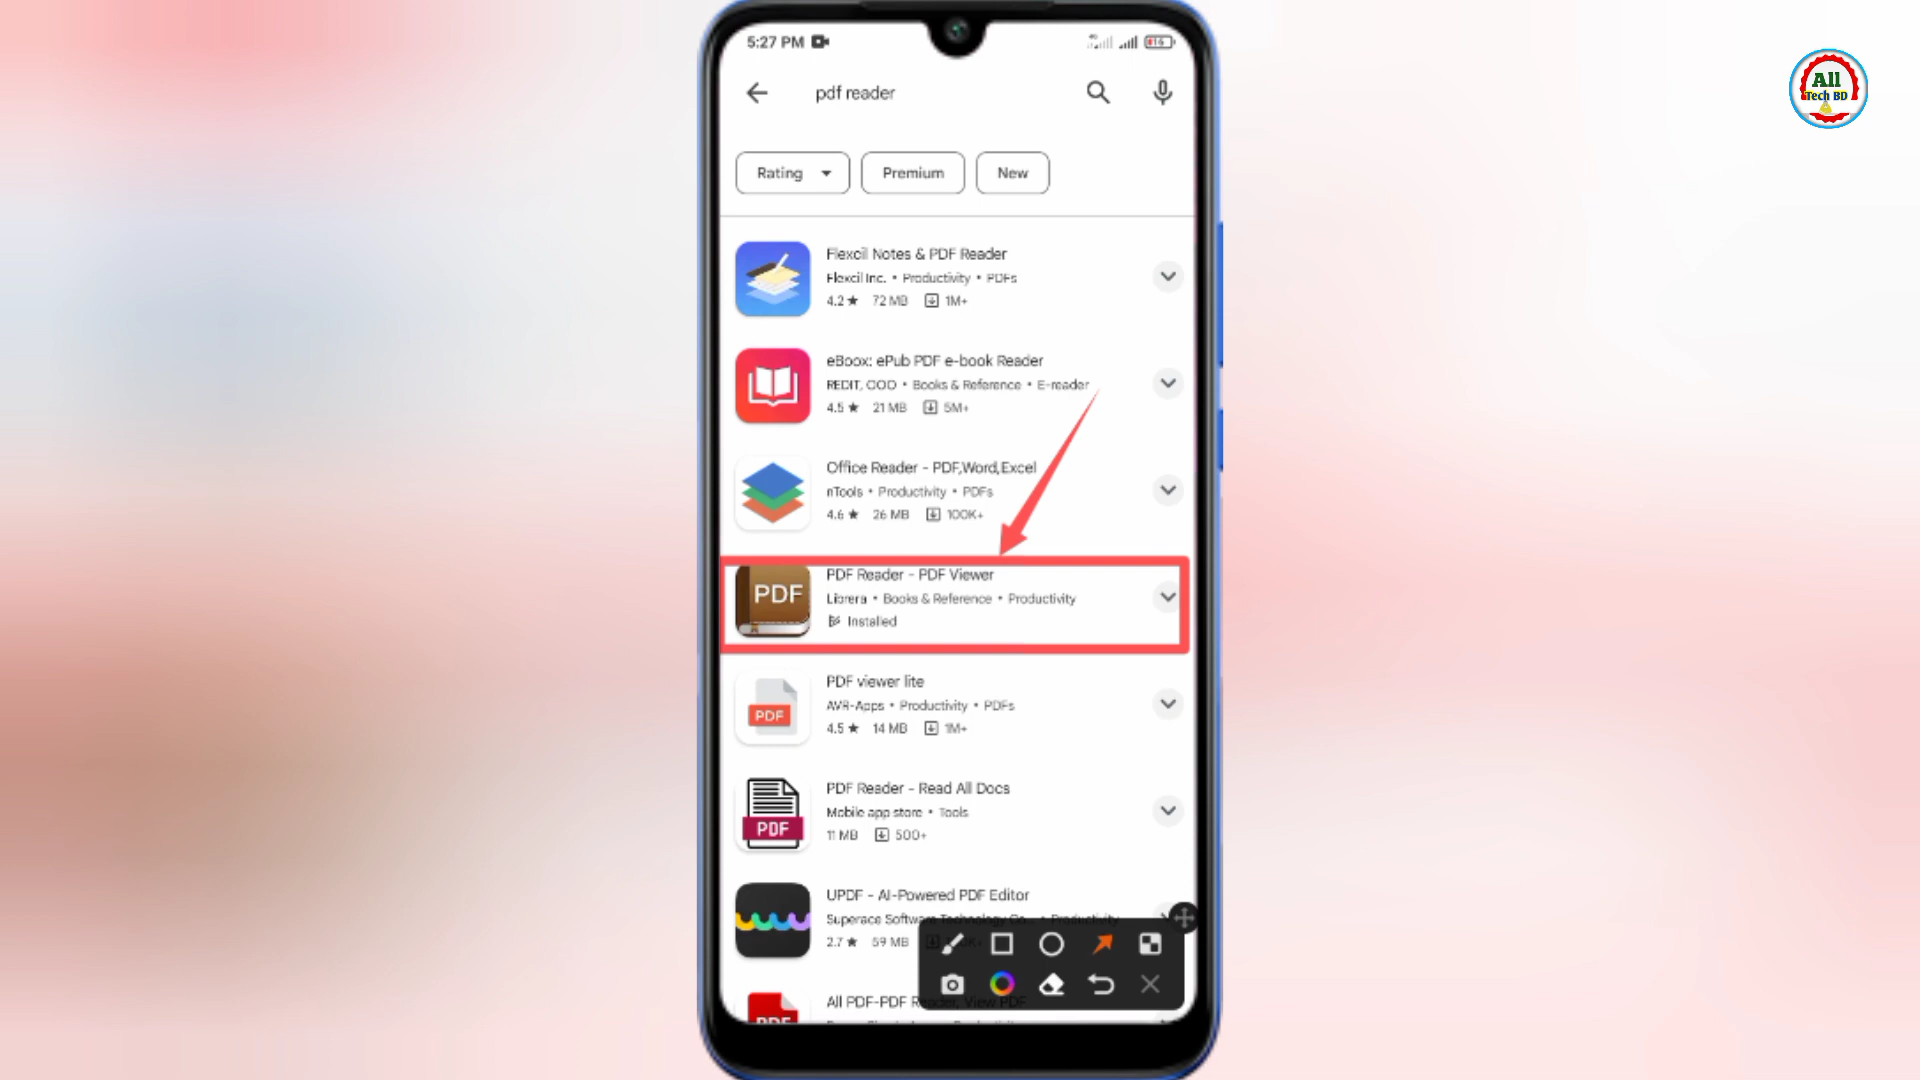 5:27 PM
16
All
Tech BD
pdf reader
Rating
Premium
New
Flexcil Notes & PDF Reader
Flexcil Inc. • Productivity • PDFs
4.2★ 72 MB 1M+
eBoox: ePub PDF e-book Reader
REDIT, OOO • Books & Reference • E-reader
4.5★ 21 MB 5M+
Office Reader - PDF,Word,Excel
nTools • Productivity • PDFs
4.6★ 26 MB 100K+
PDF
PDF Reader - PDF Viewer
Librera • Books & Reference • Productivity
Installed
PDF viewer lite
PDF
AVR-Apps • Productivity • PDFs
4.5★ 14 MB 1M+
PDF Reader - Read All Docs
PDF
Mobile app store • Tools
11 MB 500+
UPDF - AI-Powered PDF Editor
Superace Software Technology Co... • Productivity
2.7★ 59 MB
All PDF-PDF Reader, View PDF
PDF